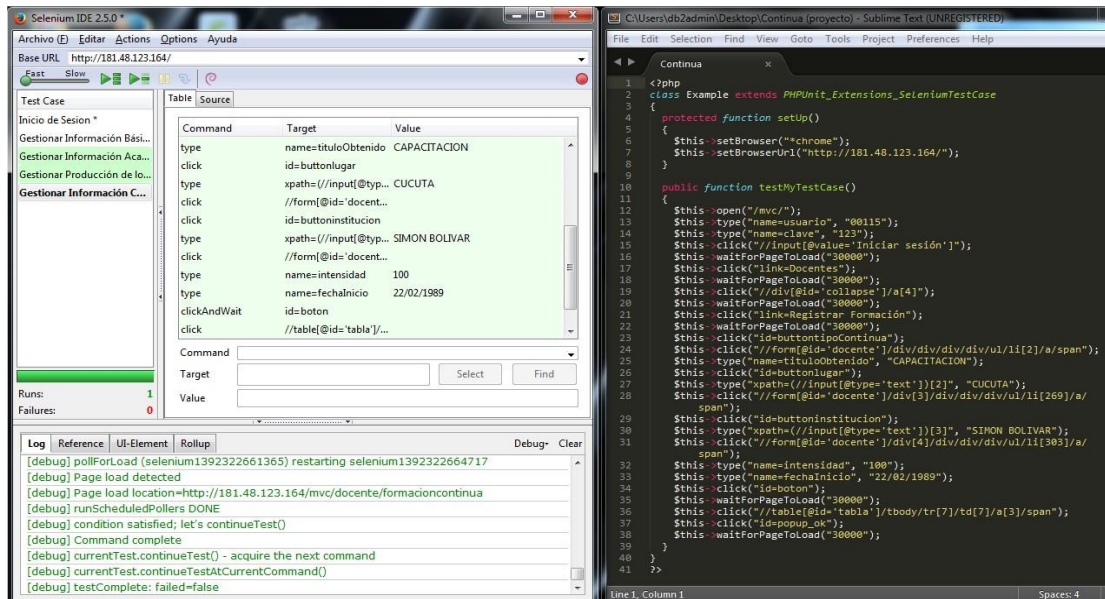 Selenium IDE 2.5.0 *
Archivo (F) Editar Actions Options Ayuda
Base URL http://181.48.123.164/
Fast Slow
Test Case
Inicio de Sesion *
Gestionar Información Bási...
Gestionar Información Aca...
Gestionar Producción de lo...
Gestionar Información C...
Runs: 1
Failures: 0
Table Source
Command Target Value
type name=tituloObtenido CAPACITACION
click id=buttonlugar
type xpath=(//input[@typ... CUCUTA
click //form[@id='docent...
click id=buttoninstitucion
type xpath=(//input[@typ... SIMON BOLIVAR
click //form[@id='docent...
type name=intensidad 100
type name=fechaInicio 22/02/1989
clickAndWait id=boton
click //table[@id='tabla']/...
Command
Target Select Find
Value
Log Reference UI-Element Rollup Debug Clear
[debug] pollForLoad (selenium1392322661365) restarting selenium1392322664717
[debug] Page load detected
[debug] Page load location=http://181.48.123.164/mvc/docente/formacioncontinua
[debug] runScheduledPollers DONE
[debug] condition satisfied; let's continueTest()
[debug] Command complete
[debug] currentTest.continueTest() - acquire the next command
[debug] currentTest.continueTestAtCurrentCommand()
[debug] testComplete: failed=false
C:\Users\db2admin\Desktop\Continua (proyecto) - Sublime Text (UNREGISTERED)
File Edit Selection Find View Goto Tools Project Preferences Help
Continua ×
1 <?php
2 class Example extends PHPUnit_Extensions_SeleniumTestCase
3 {
4 protected function setUp()
5 {
6 $this->setBrowser("*chrome");
7 $this->setBrowserUrl("http://181.48.123.164/");
8 }
9
10 public function testMyTestCase()
11 {
12 $this->open("/mvc/");
13 $this->type("name=usuario", "00115");
14 $this->type("name=clave", "123");
15 $this->click("//input[@value='Iniciar sesión']");
16 $this->waitForPageToLoad("30000");
17 $this->click("link=Docentes");
18 $this->waitForPageToLoad("30000");
19 $this->click("//div[@id='collapse']/a[4]");
20 $this->waitForPageToLoad("30000");
21 $this->click("link=Registrar Formación");
22 $this->waitForPageToLoad("30000");
23 $this->click("id=buttontipoContinua");
24 $this->click("//form[@id='docente']/div/div/div/div/ul/li[2]/a/span");
25 $this->type("name=tituloObtenido", "CAPACITACION");
26 $this->click("id=buttonlugar");
27 $this->type("xpath=(//input[@type='text'])[2]", "CUCUTA");
28 $this->click("//form[@id='docente']/div[3]/div/div/div/ul/li[269]/a/
span");
29 $this->click("id=buttoninstitucion");
30 $this->type("xpath=(//input[@type='text'])[3]", "SIMON BOLIVAR");
31 $this->click("//form[@id='docente']/div[4]/div/div/div/ul/li[303]/a/
span");
32 $this->type("name=intensidad", "100");
33 $this->type("name=fechaInicio", "22/02/1989");
34 $this->click("id=boton");
35 $this->waitForPageToLoad("30000");
36 $this->click("//table[@id='tabla']/tbody/tr[7]/td[7]/a[3]/span");
37 $this->click("id=popup_ok");
38 $this->waitForPageToLoad("30000");
39 }
40 }
41 ?>
Line 1, Column 1 Spaces: 4